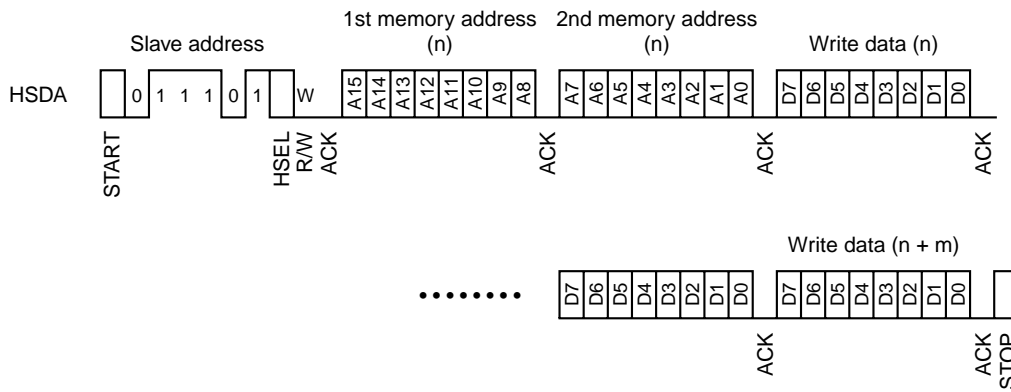 1st memory address 2nd memory address
(n) (n)
Slave address Write data (n)
HSDA 0 1 1 1 0 1 W A15 A14 A13 A12 A11 A10 A9 A8 A7 A6 A5 A4 A3 A2 A1 A0 D7 D6 D5 D4 D3 D2 D1 D0
START HSEL R/W ACK ACK ACK ACK
Write data (n + m)
D7 D6 D5 D4 D3 D2 D1 D0 D7 D6 D5 D4 D3 D2 D1 D0
ACK ACK STOP